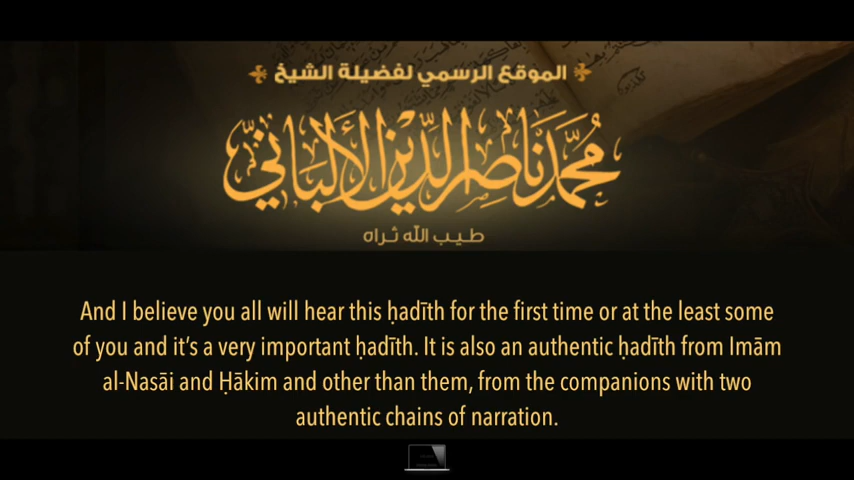 الموقع الرسمي لفضيلة الشيخ
محمد ناصر الدين الألباني
طيب الله ثراه
And I believe you all will hear this ḥadīth for the first time or at the least some
of you and it's a very important ḥadīth. It is also an authentic ḥadīth from Imām
al-Nasāi and Ḥākim and other than them, from the companions with two
authentic chains of narration.